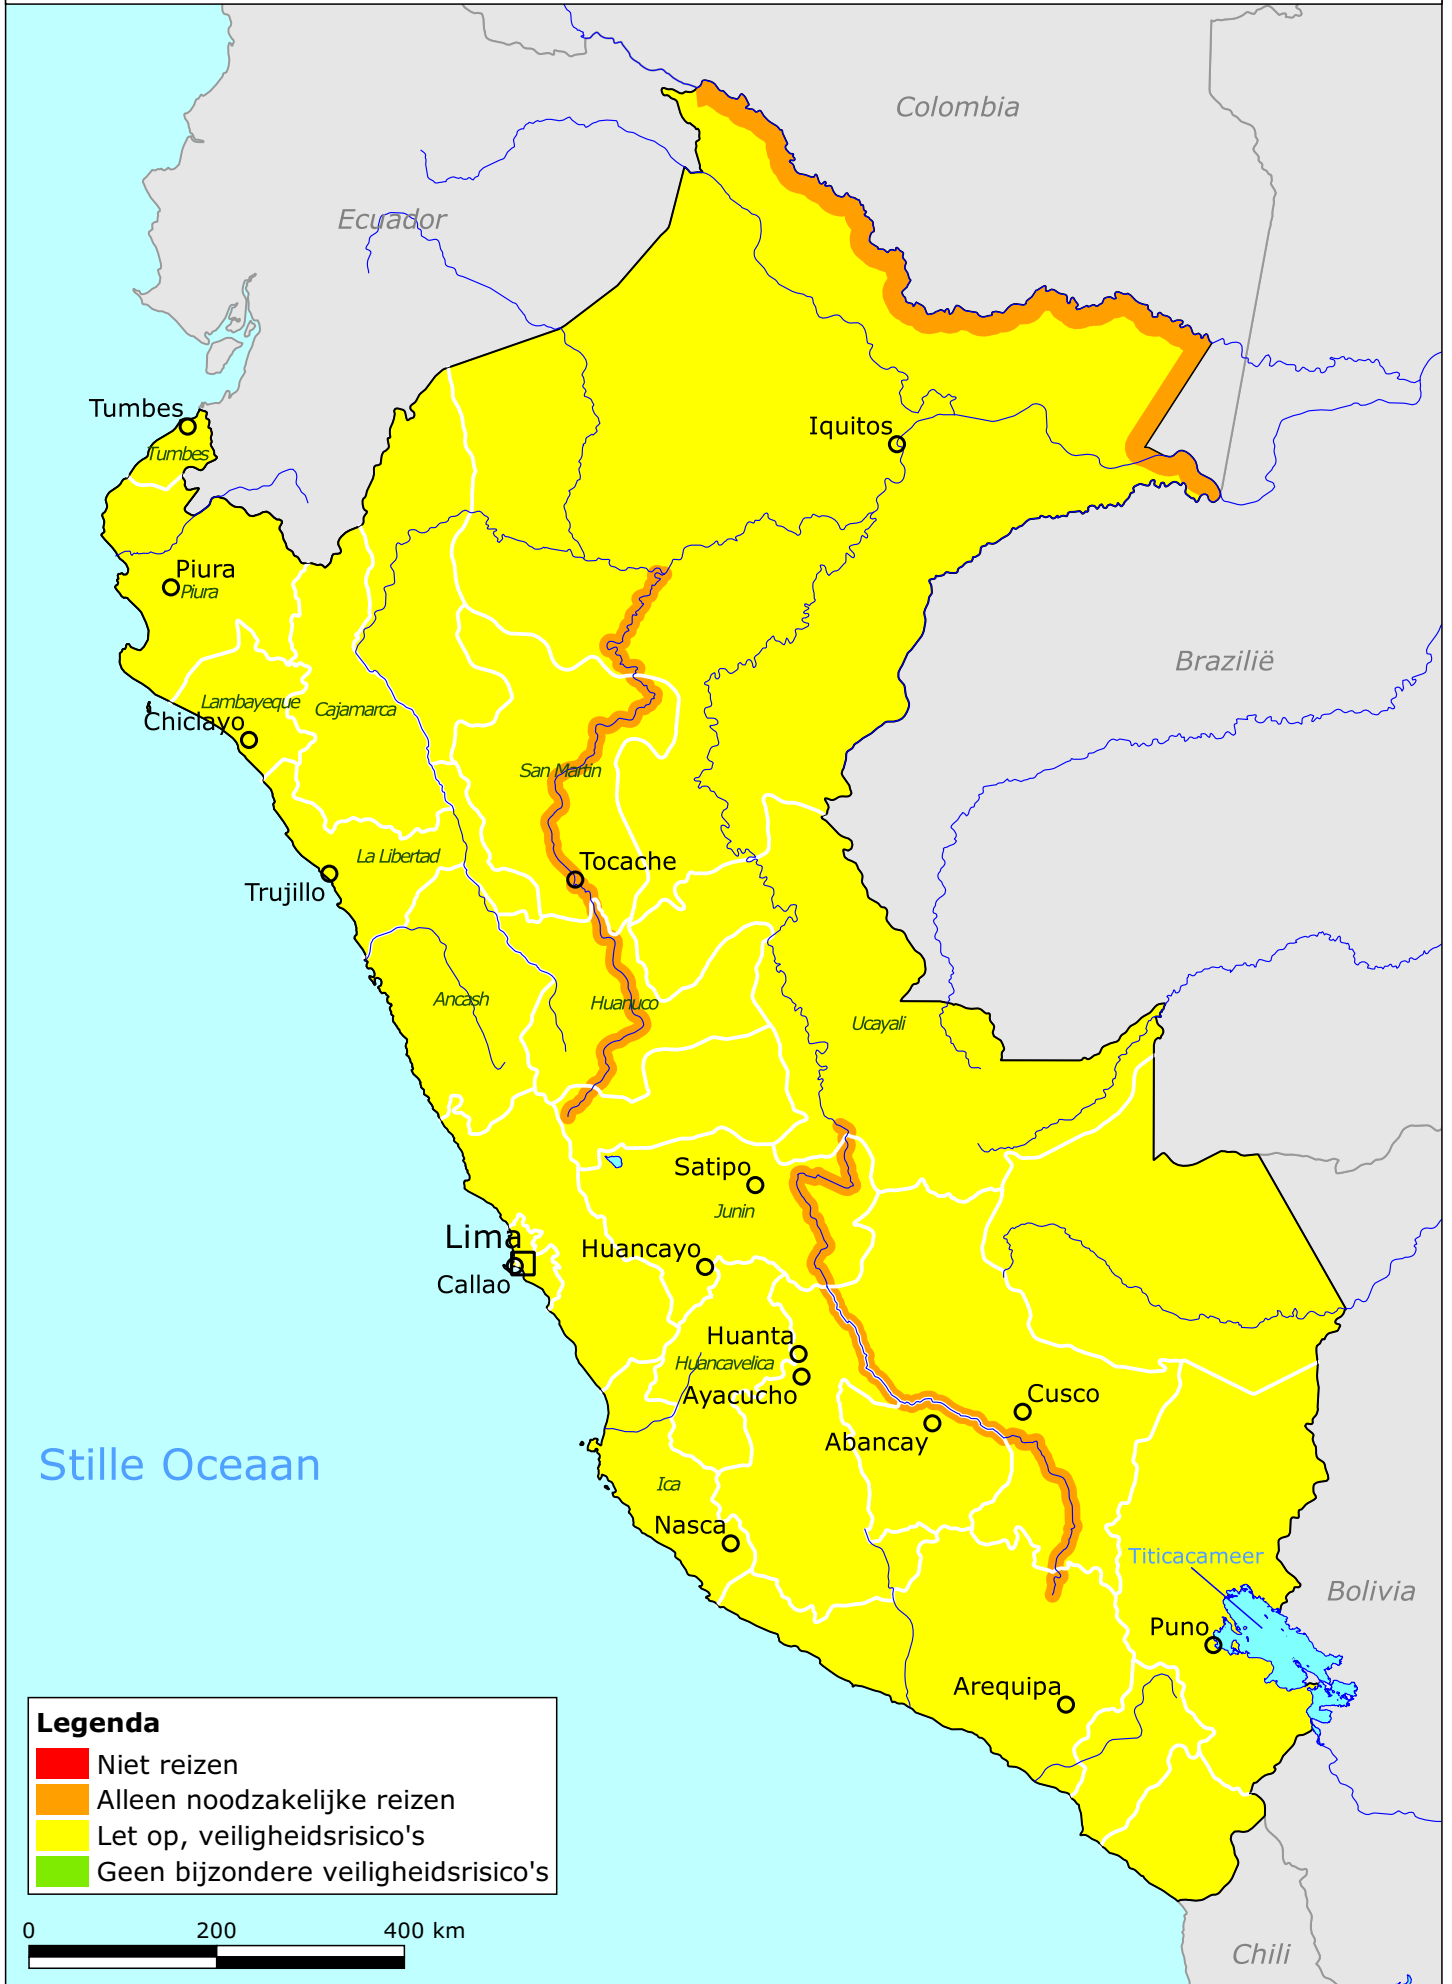 Colombia
Ecuador
Tumbes
Tumbes
Iquitos
Piura
Piura
Brazilië
Lambayeque
Cajamarca
Chiclayo
San Martin
La Libertad
Tocache
Trujillo
Ancash
Huanuco
Ucayali
Satipo
Junin
Lima
Huancayo
Callao
Huanta
Huancavelica
Ayacucho
Cusco
Abancay
Stille Oceaan
Ica
Nasca
Titicacameer
Bolivia
Puno
Arequipa
Legenda
Niet reizen
Alleen noodzakelijke reizen
Let op, veiligheidsrisico's
Geen bijzondere veiligheidsrisico's
0 200 400 km
Chili